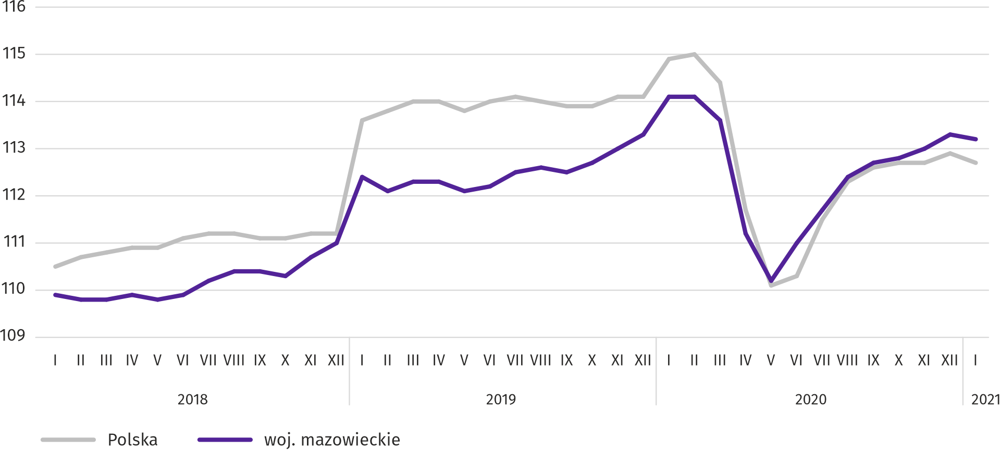 116
115
114
113
112
111
110
109
I II III IV V VI VII VIII IX X XI XII I II III IV V VI VII VIII IX X XI XII I II III IV V VI VII VIII IX X XI XII I
2018 2019 2020 2021
Polska woj. mazowieckie